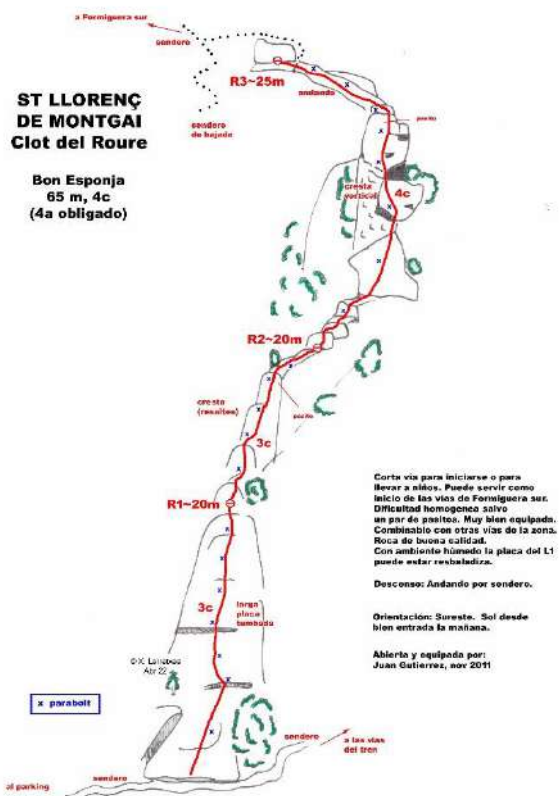 a Formiguera sur
sendero
R3~25m
andando
ST LLORENÇ
DE MONTGAI
Clot del Roure
sendero
de bajada
pasito
Bon Esponja
65 m, 4c
(4a obligado)
cresta
vertical
4c
R2~20m
cresta
(resaltes)
pasito
3c
R1~20m
Corta vía para iniciarse o para
llevar a niños. Puede servir como
inicio de las vías de Formiguera sur.
Dificultad homogenea salvo
un par de pasitos. Muy bien equipada.
Combinable con otras vías de la zona.
Roca de buena calidad.
Con ambiente húmedo la placa del L1
puede estar resbaladiza.
Descenso: Andando por sendero.
3c
larga
placa
tumbada
Orientación: Sureste. Sol desde
bien entrada la mañana.
© X.
Abr 22
Abierta y equipada por:
Juan Gutierrez, nov 2011
x parabolt
sendero
a las vías
del tren
sendero
al parking